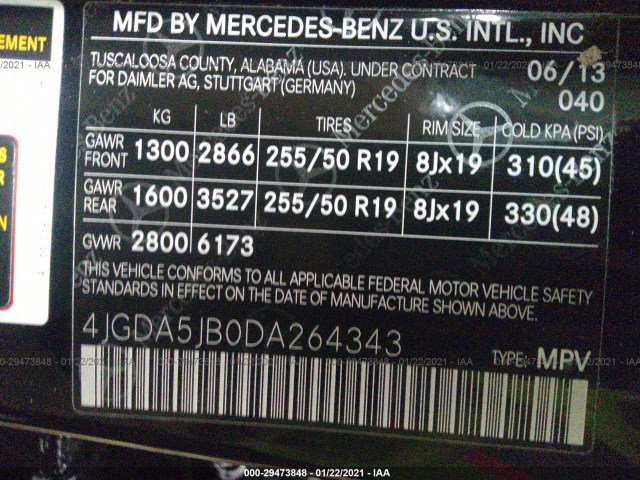 MFD BY MERCEDES-BENZ U.S. INTL., INC
TUSCALOOSA COUNTY, ALABAMA (USA). UNDER CONTRACT 06/13
FOR DAIMLER AG, STUTTGART (GERMANY) 040
KG LB TIRES RIM SIZE COLD KPA (PSI)
GAWR FRONT 1300 2866 255/50 R19 8Jx19 310(45)
GAWR REAR 1600 3527 255/50 R19 8Jx19 330(48)
GVWR 2800 6173
THIS VEHICLE CONFORMS TO ALL APPLICABLE FEDERAL MOTOR VEHICLE SAFETY
STANDARDS IN EFFECT ON THE DATE OF MANUFACTURE SHOWN ABOVE.
4JGDA5JB0DA264343
TYPE: MPV
EMENT
Mercedes-Benz
000-29473848 - 01/22/2021 - IAA